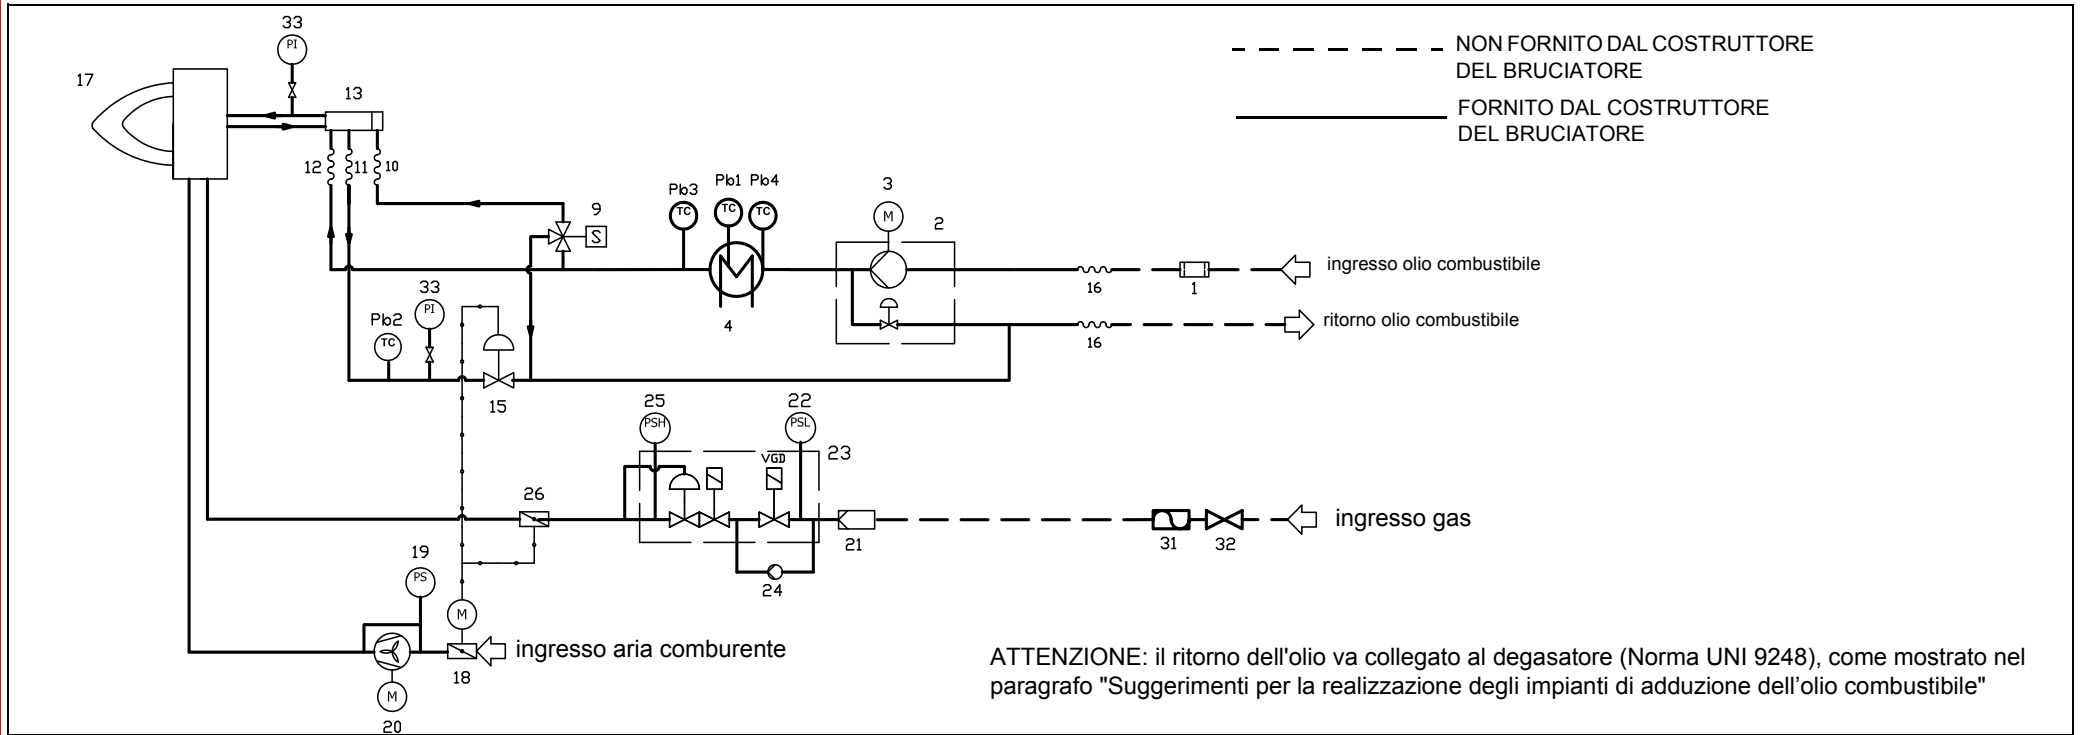 33
PI
17
13
12
11
10
NON FORNITO DAL COSTRUTTORE
DEL BRUCIATORE
FORNITO DAL COSTRUTTORE
DEL BRUCIATORE
Pb3
Pb1
Pb4
TC
TC
TC
3
M
2
9
S
ingresso olio combustibile
16
1
4
33
PI
Pb2
TC
ritorno olio combustibile
16
15
25
PSH
22
PSL
23
VGD
26
21
ingresso gas
31
32
24
19
PS
M
ingresso aria comburente
18
M
20
ATTENZIONE: il ritorno dell'olio va collegato al degasatore (Norma UNI 9248), come mostrato nel
paragrafo "Suggerimenti per la realizzazione degli impianti di adduzione dell'olio combustibile"